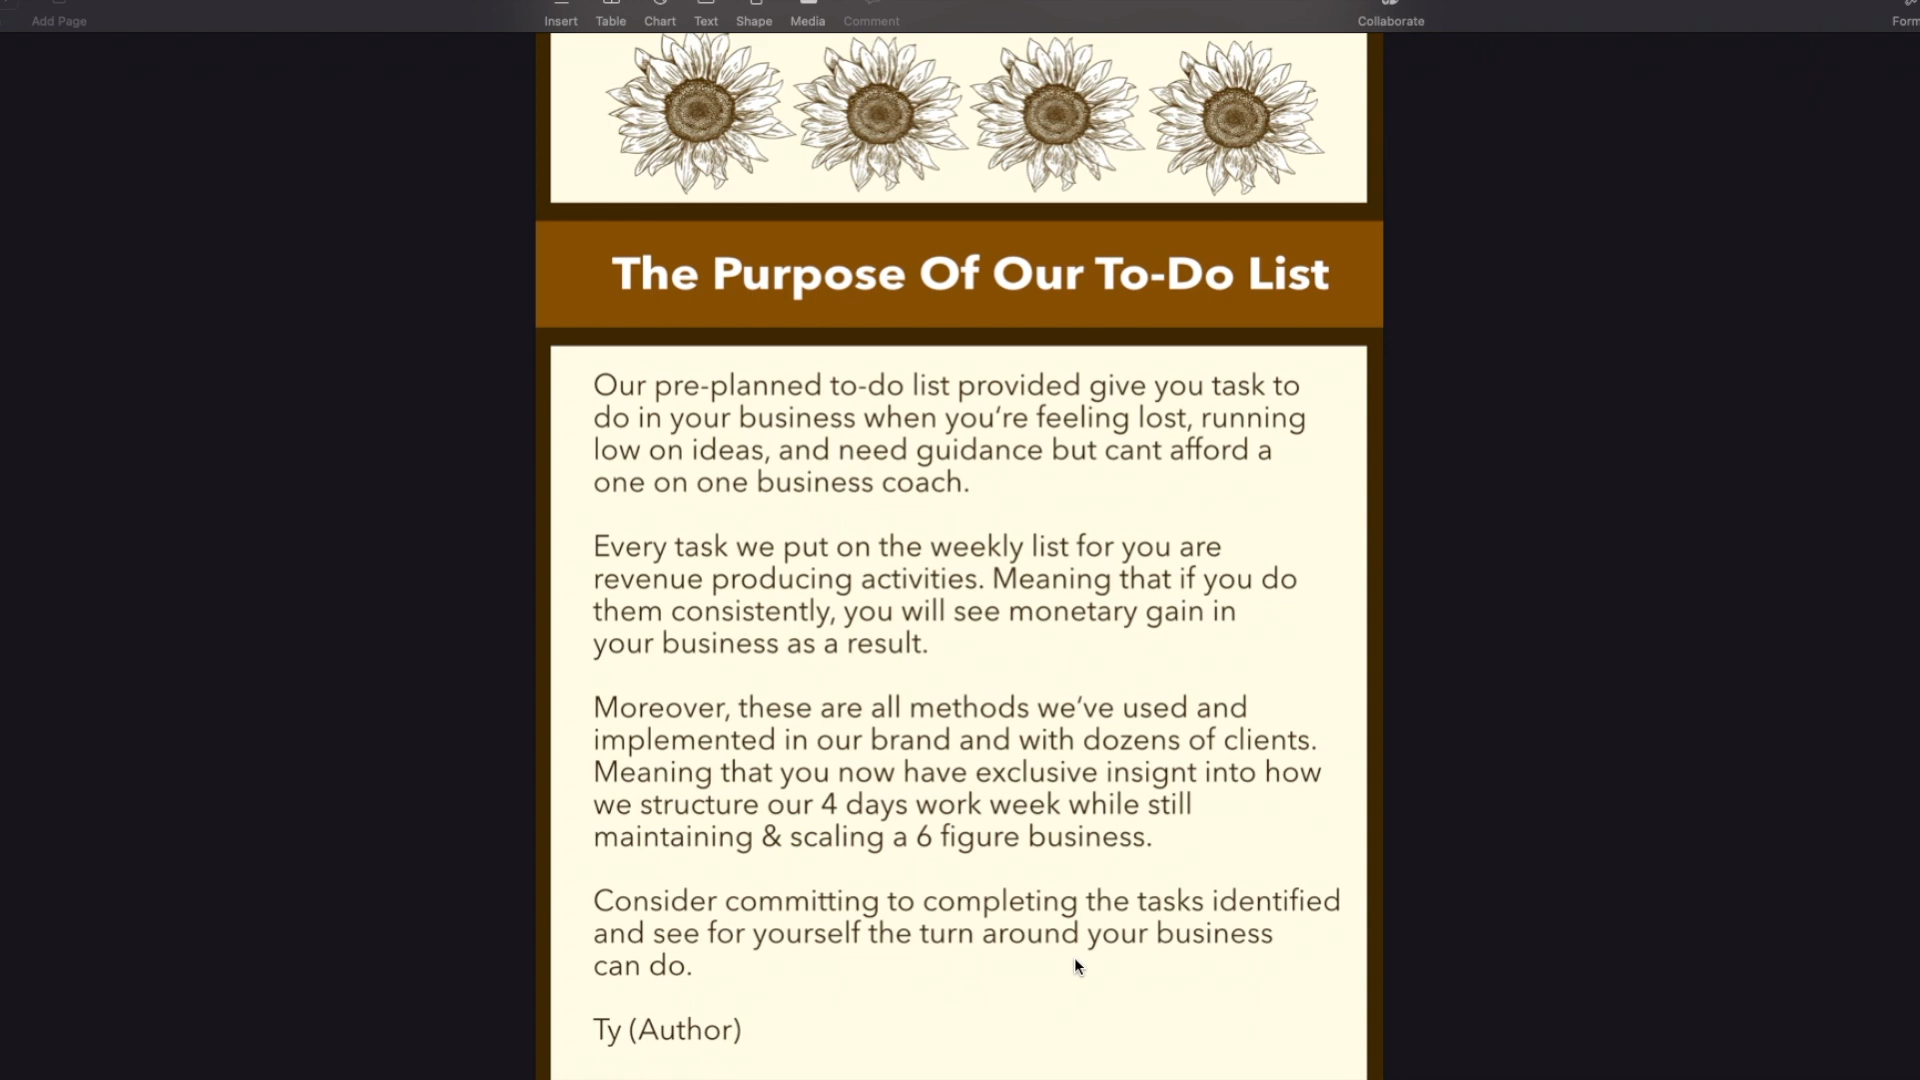 Add Page
Insert
Table
Chart
Text
Shape
Media
Comment
Collaborate
The Purpose Of Our To-Do List
Our pre-planned to-do list provided give you task to
do in your business when you’re feeling lost, running
low on ideas, and need guidance but cant afford a
one on one business coach.
Every task we put on the weekly list for you are
revenue producing activities. Meaning that if you do
them consistently, you will see monetary gain in
your business as a result.
Moreover, these are all methods we’ve used and
implemented in our brand and with dozens of clients.
Meaning that you now have exclusive insignt into how
we structure our 4 days work week while still
maintaining & scaling a 6 figure business.
Consider committing to completing the tasks identified
and see for yourself the turn around your business
can do.
Ty (Author)